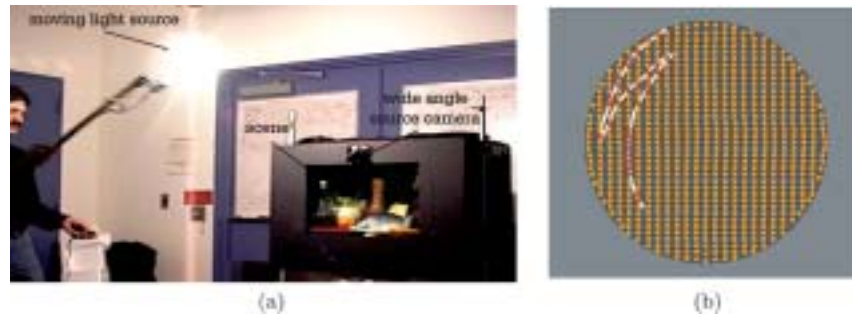 moving light source
wide angle
source camera
scene
(a)
(b)